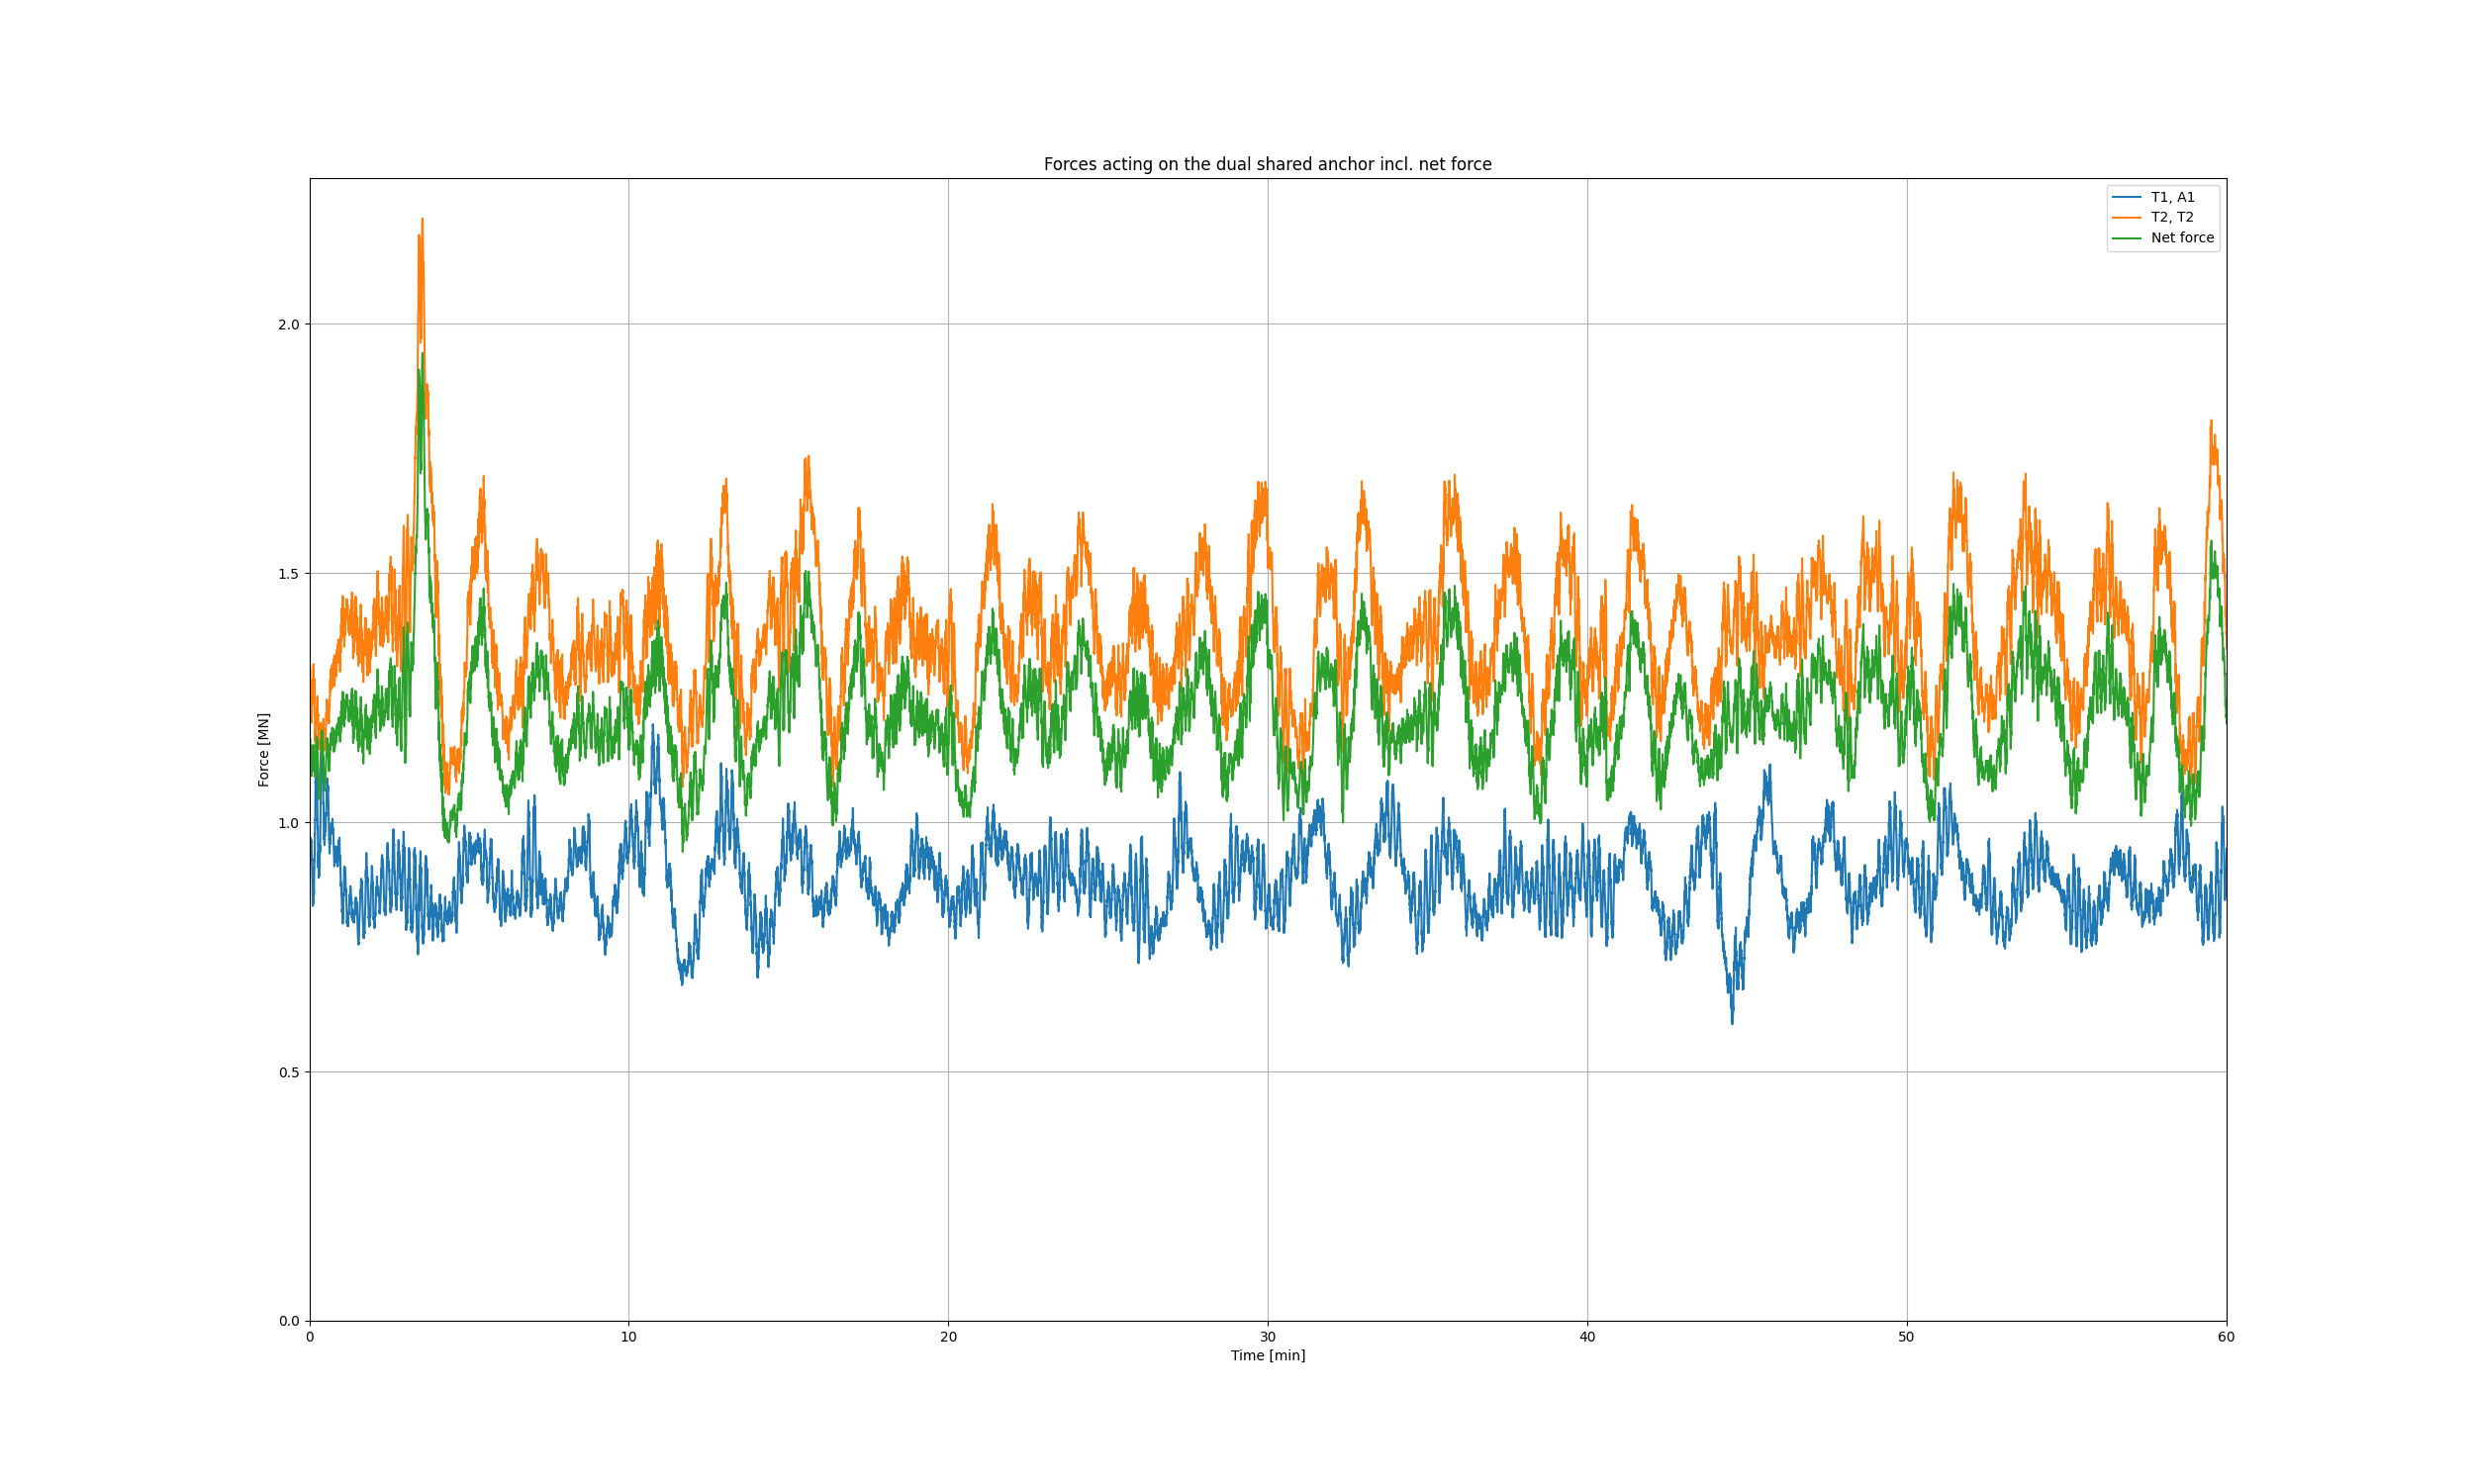 Forces acting on the dual shared anchor incl. net force
T1, A1
T2, T2
Net force
Force [MN]
2.0
1.5
1.0
0.5
0.0
0 10 20 30 40 50 60
Time [min]